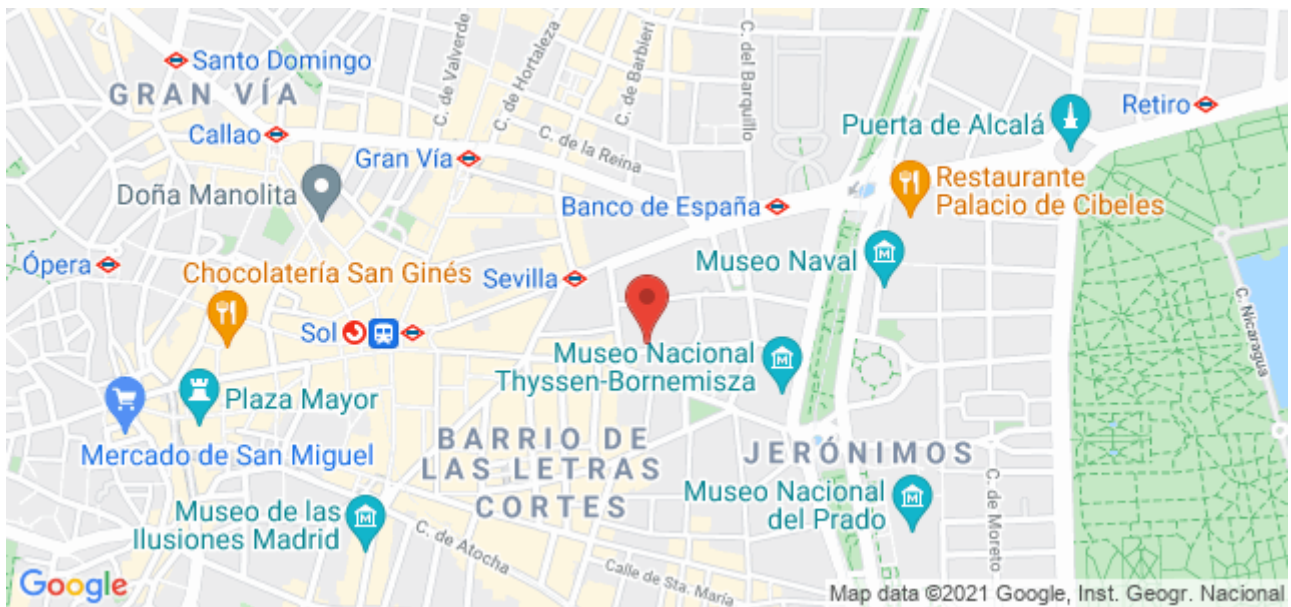 Santo Domingo
GRAN VÍA
Callao
Gran Vía
Doña Manolita
C. de Valverde
C. de Hortaleza
C. de Barbieri
C. del Barquillo
C. de la Reina
Puerta de Alcalá
Retiro
Restaurante
Palacio de Cibeles
Banco de España
Museo Naval
Ópera
Chocolatería San Ginés
Sevilla
Sol
C. Nicaragua
Museo Nacional
Thyssen-Bornemisza
Plaza Mayor
Mercado de San Miguel
BARRIO DE
LAS LETRAS
CORTES
JERÓNIMOS
Museo Nacional
del Prado
C. de Moreto
Museo de las
Ilusiones Madrid
C. de Atocha
Calle de Sta. María
Google
Map data ©2021 Google, Inst. Geogr. Nacional